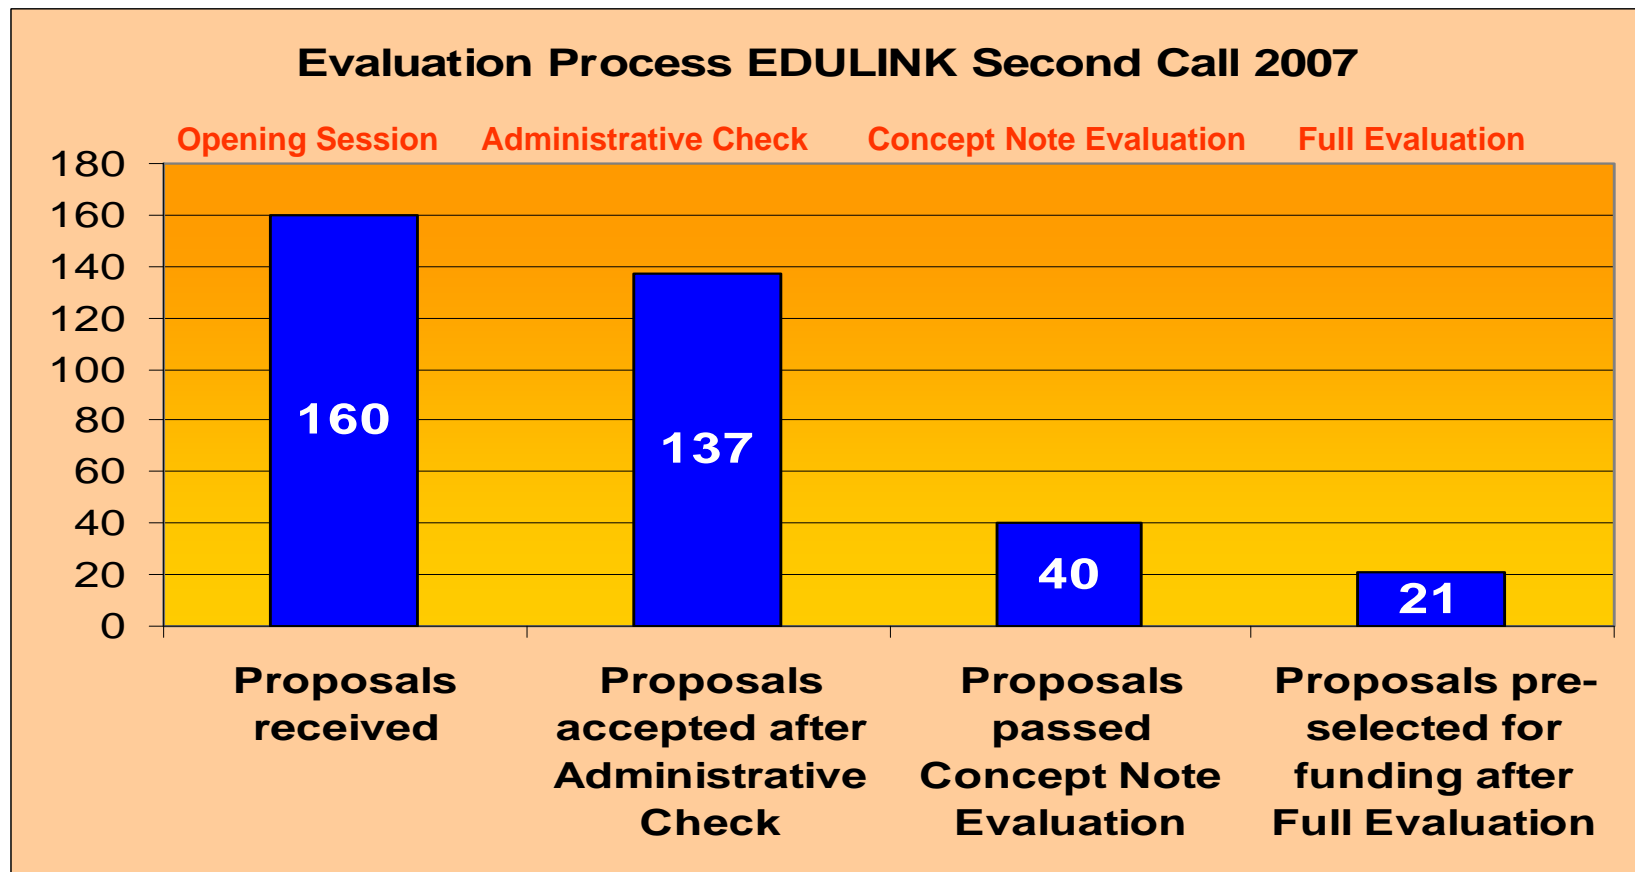 Evaluation Process EDULINK Second Call 2007
Opening Session Administrative Check Concept Note Evaluation Full Evaluation
180
160
140
120
100
80
60
40
20
0
160
137
40
21
Proposals
received
Proposals
accepted after
Administrative
Check
Proposals
passed
Concept Note
Evaluation
Proposals pre-
selected for
funding after
Full Evaluation